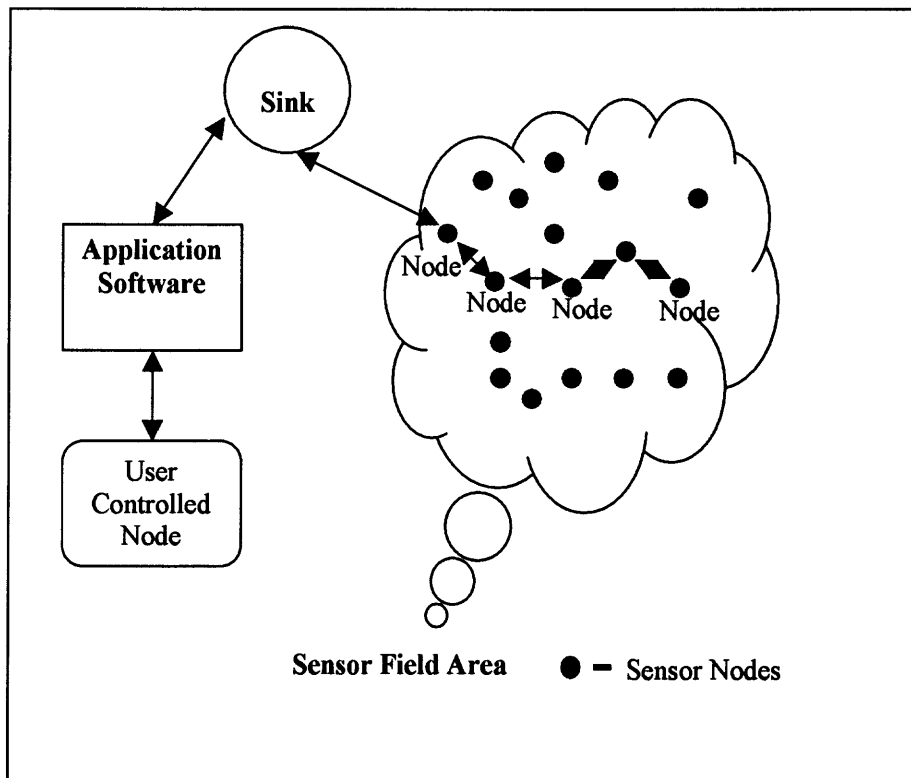 Sink
Application
Software
User
Controlled
Node
Node
Node
Node
Node
Sensor Field Area
Sensor Nodes